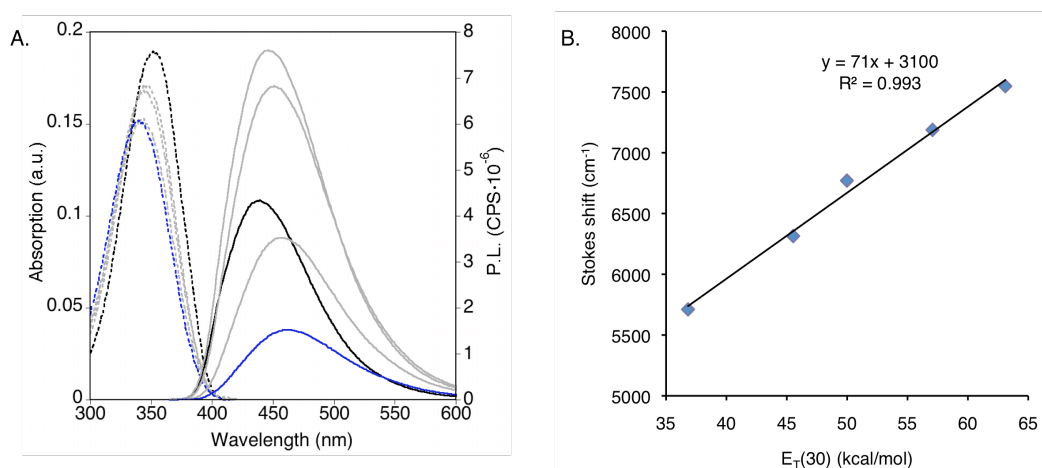 A.
0.2
0.15
0.1
0.05
0
Absorption (a.u.)
8
7
6
5
4
3
2
1
0
P.L. (CPS·10⁻⁶)
300 350 400 450 500 550 600
Wavelength (nm)
B.
8000
7500
7000
6500
6000
5500
5000
Stokes shift (cm⁻¹)
y = 71x + 3100
R² = 0.993
35 40 45 50 55 60 65
E_T(30) (kcal/mol)